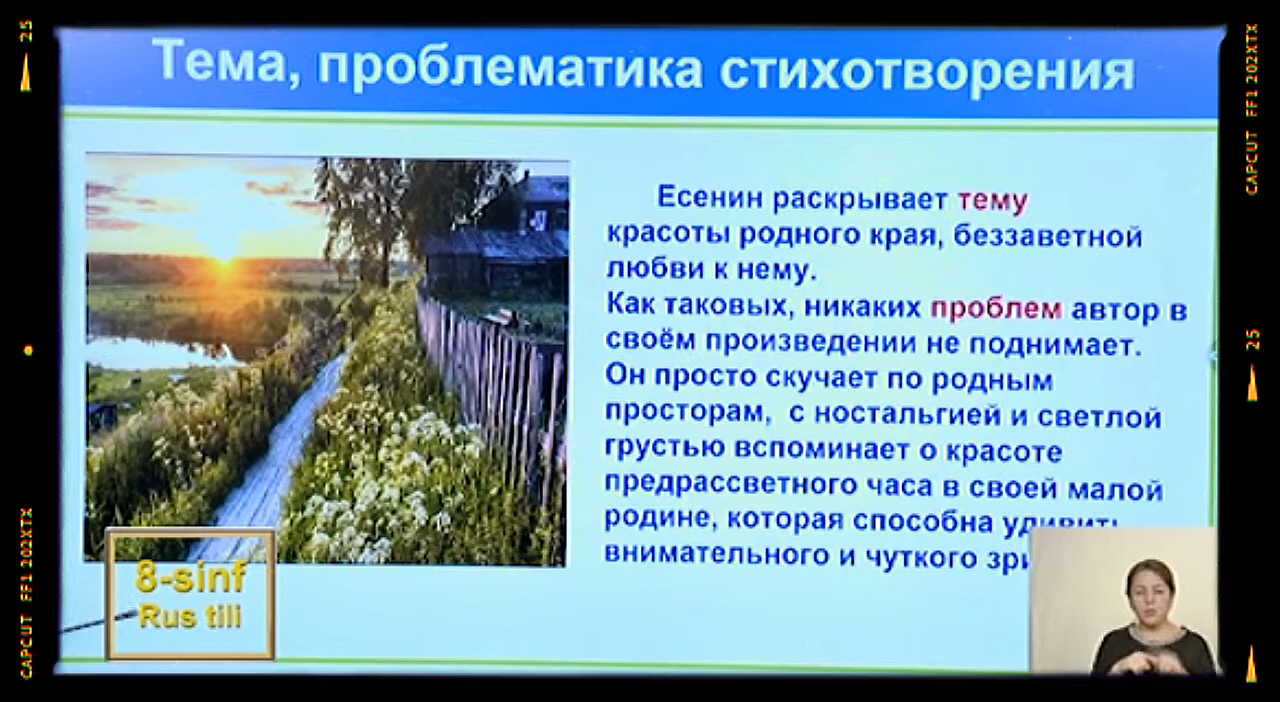 25
CAPCUT FF1 202XTX
Тема, проблематика стихотворения
Есенин раскрывает тему
красоты родного края, беззаветной
любви к нему.
Как таковых, никаких проблем автор в
своём произведении не поднимает.
Он просто скучает по родным
просторам, с ностальгией и светлой
грустью вспоминает о красоте
предрассветного часа в своей малой
родине, которая способна удивить
внимательного и чуткого
8-sinf
Rus tili
CAPCUT FF1 202XTX
25